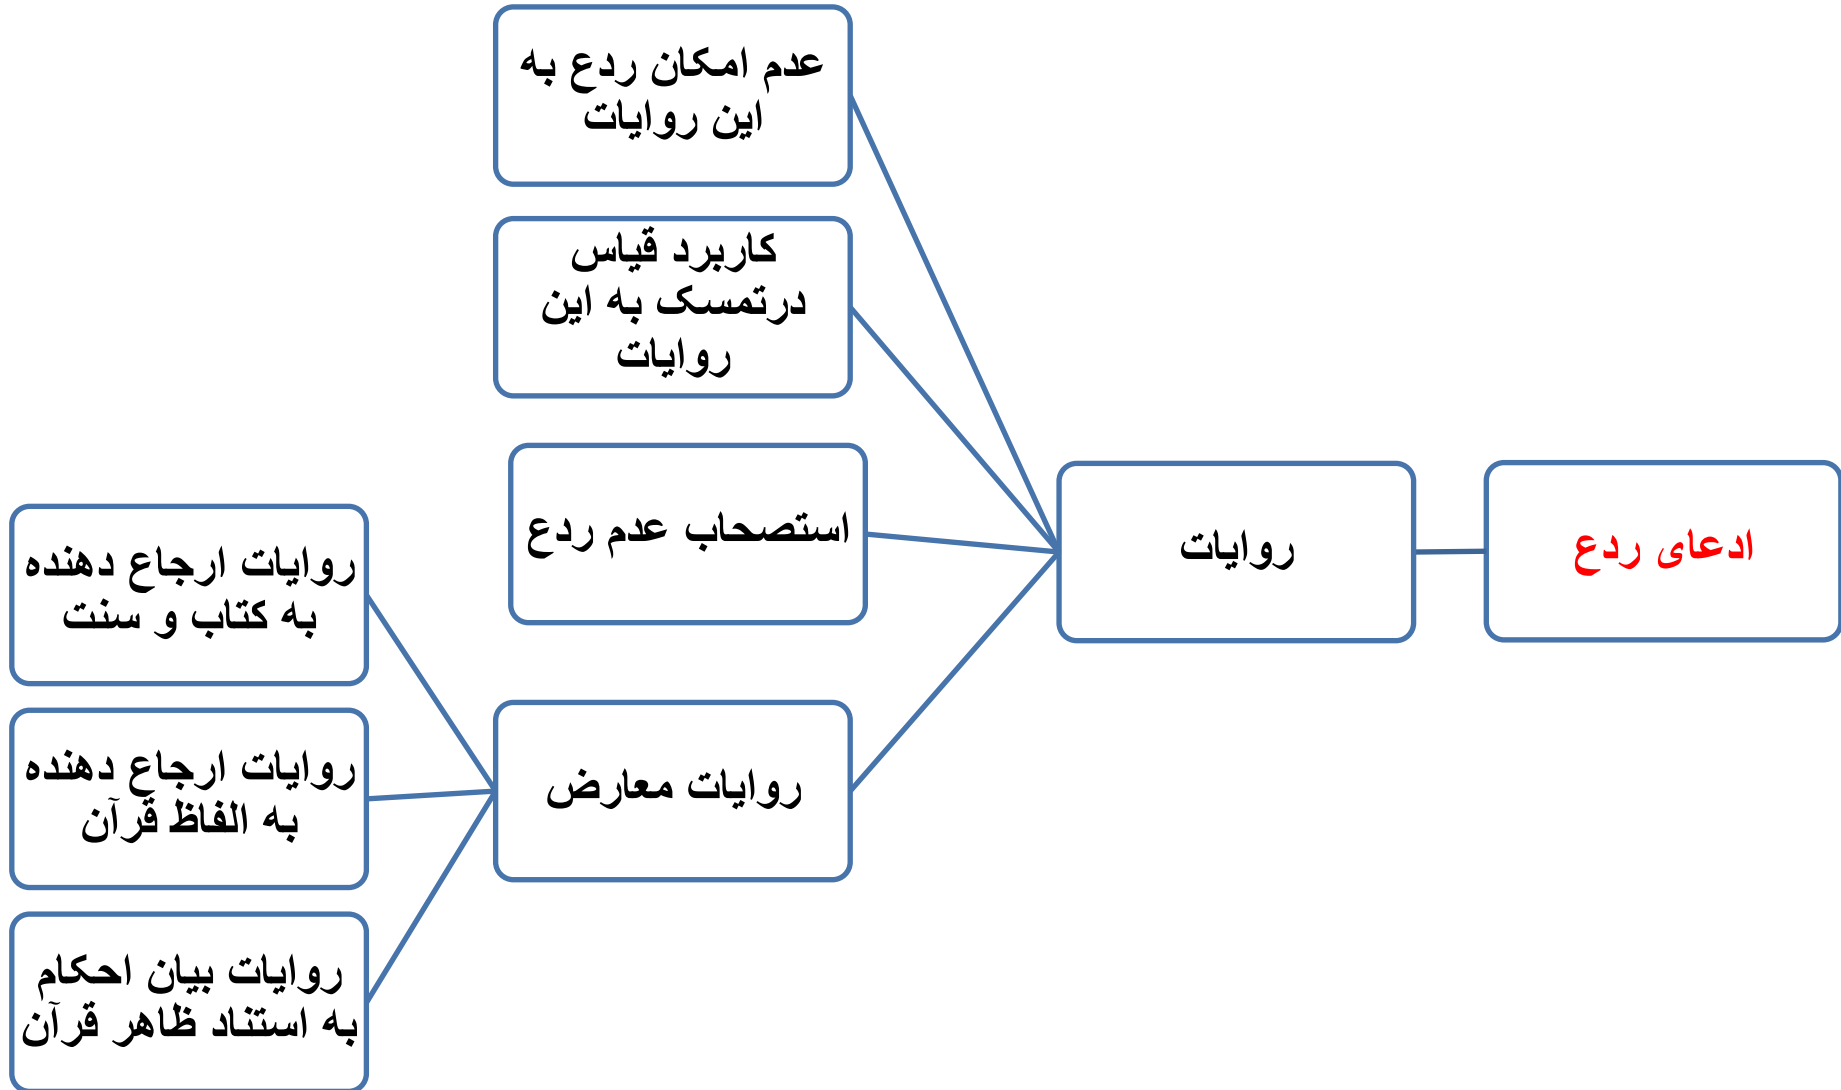 ادعای ردع
روایات
عدم امکان ردع به
این روایات
کاربرد قیاس
درتمسک به این
روایات
استصحاب عدم ردع
روایات معارض
روایات ارجاع دهنده
به کتاب و سنت
روایات ارجاع دهنده
به الفاظ قرآن
روایات بیان احکام
به استناد ظاهر قرآن